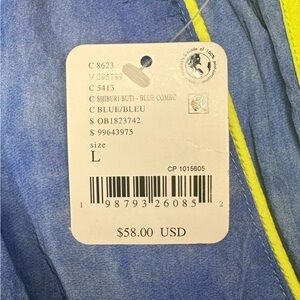 C 8623
V 095799
C 5413
C SHIBURI BUTI - BLUE COMBO
C BLUE/BLEU
S OB1823742
S 99643975
size
L
CP 1015605
1 98793 26085 2
$58.00 USD